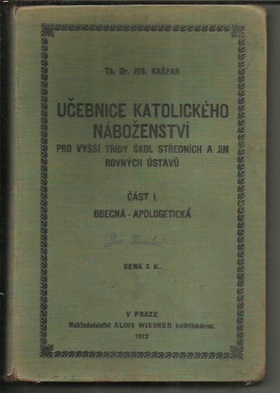 Th. Dr. JOS. KAŠPAR
UČEBNICE KATOLICKÉHO
NÁBOŽENSTVÍ
PRO VYŠŠÍ TŘÍDY ŠKOL STŘEDNÍCH A JIM
ROVNÝCH ÚSTAVŮ
ČÁST I.
OBECNÁ - APOLOGETICKÁ
CENA 3 K.
V PRAZE
Nakladatelství ALOIS WIESNER knihtiskárna.
1912